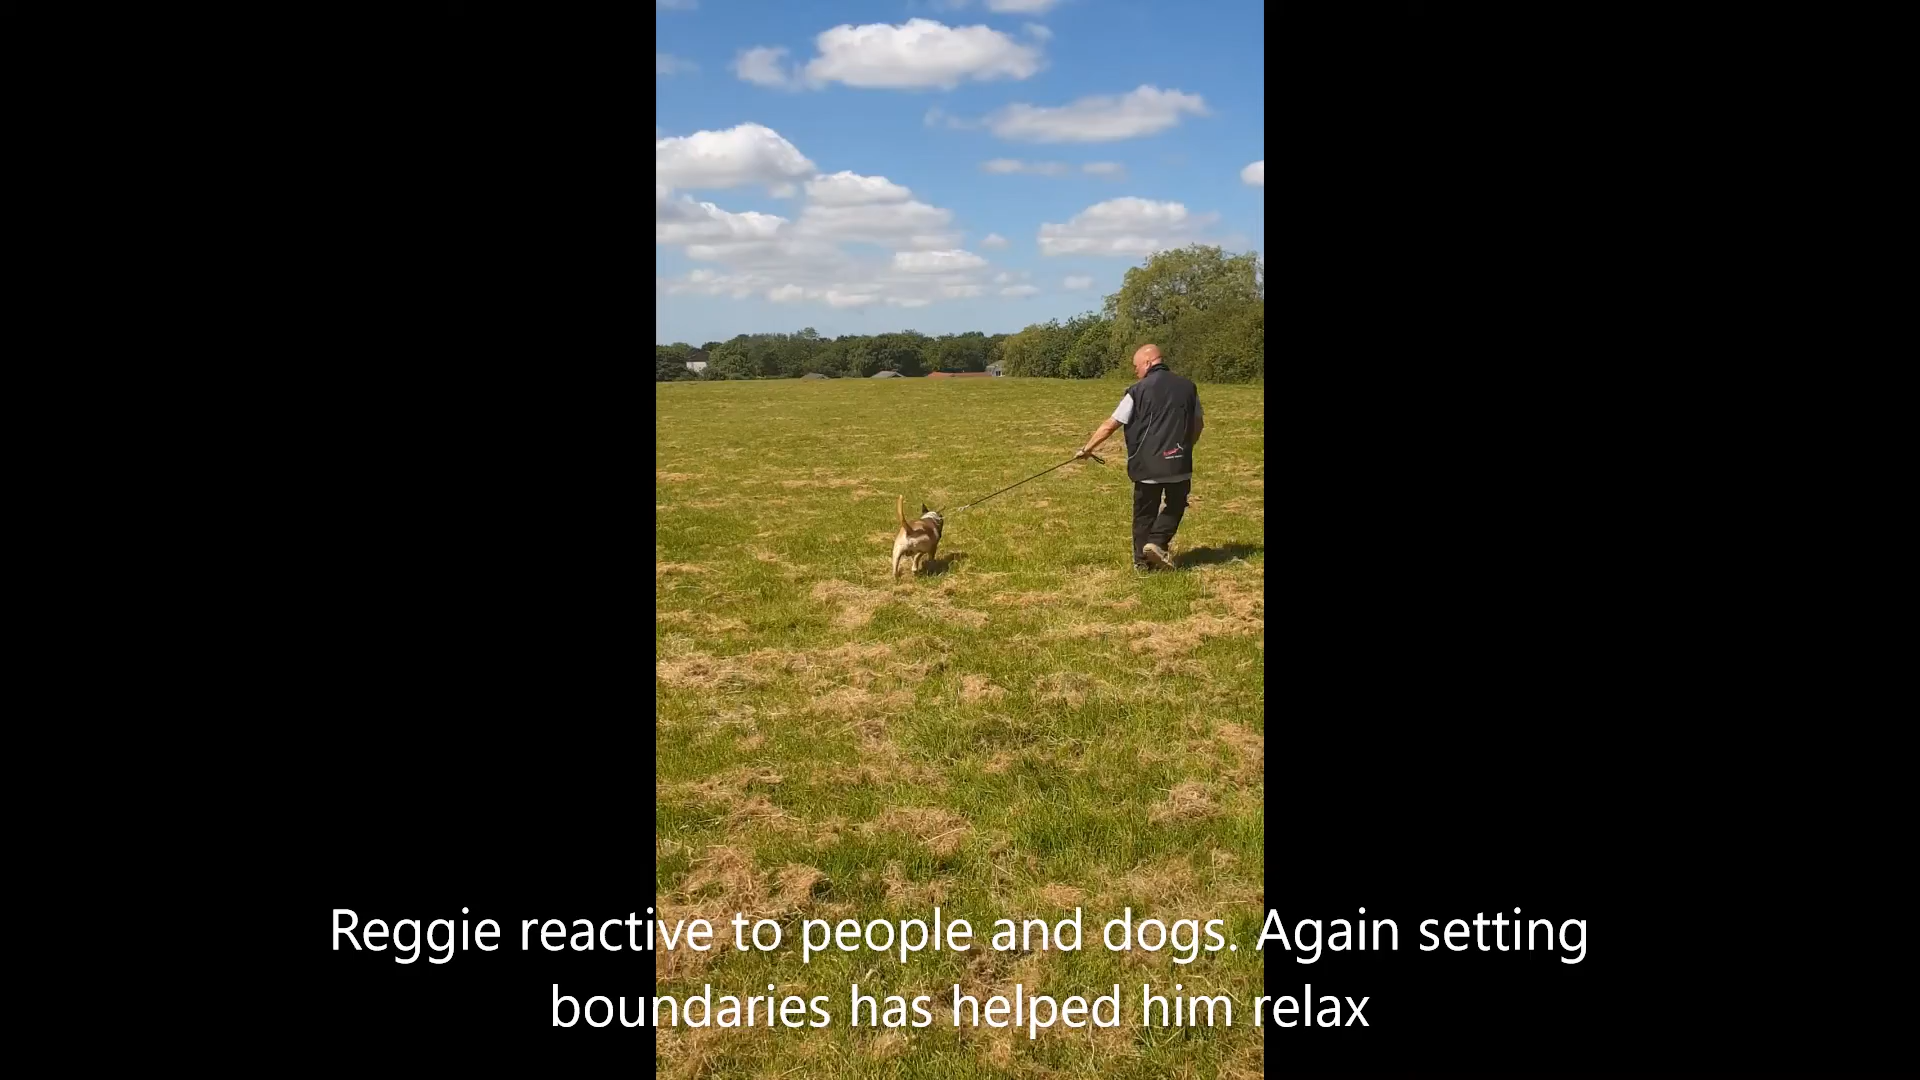 Reggie reactive to people and dogs. Again setting
boundaries has helped him relax